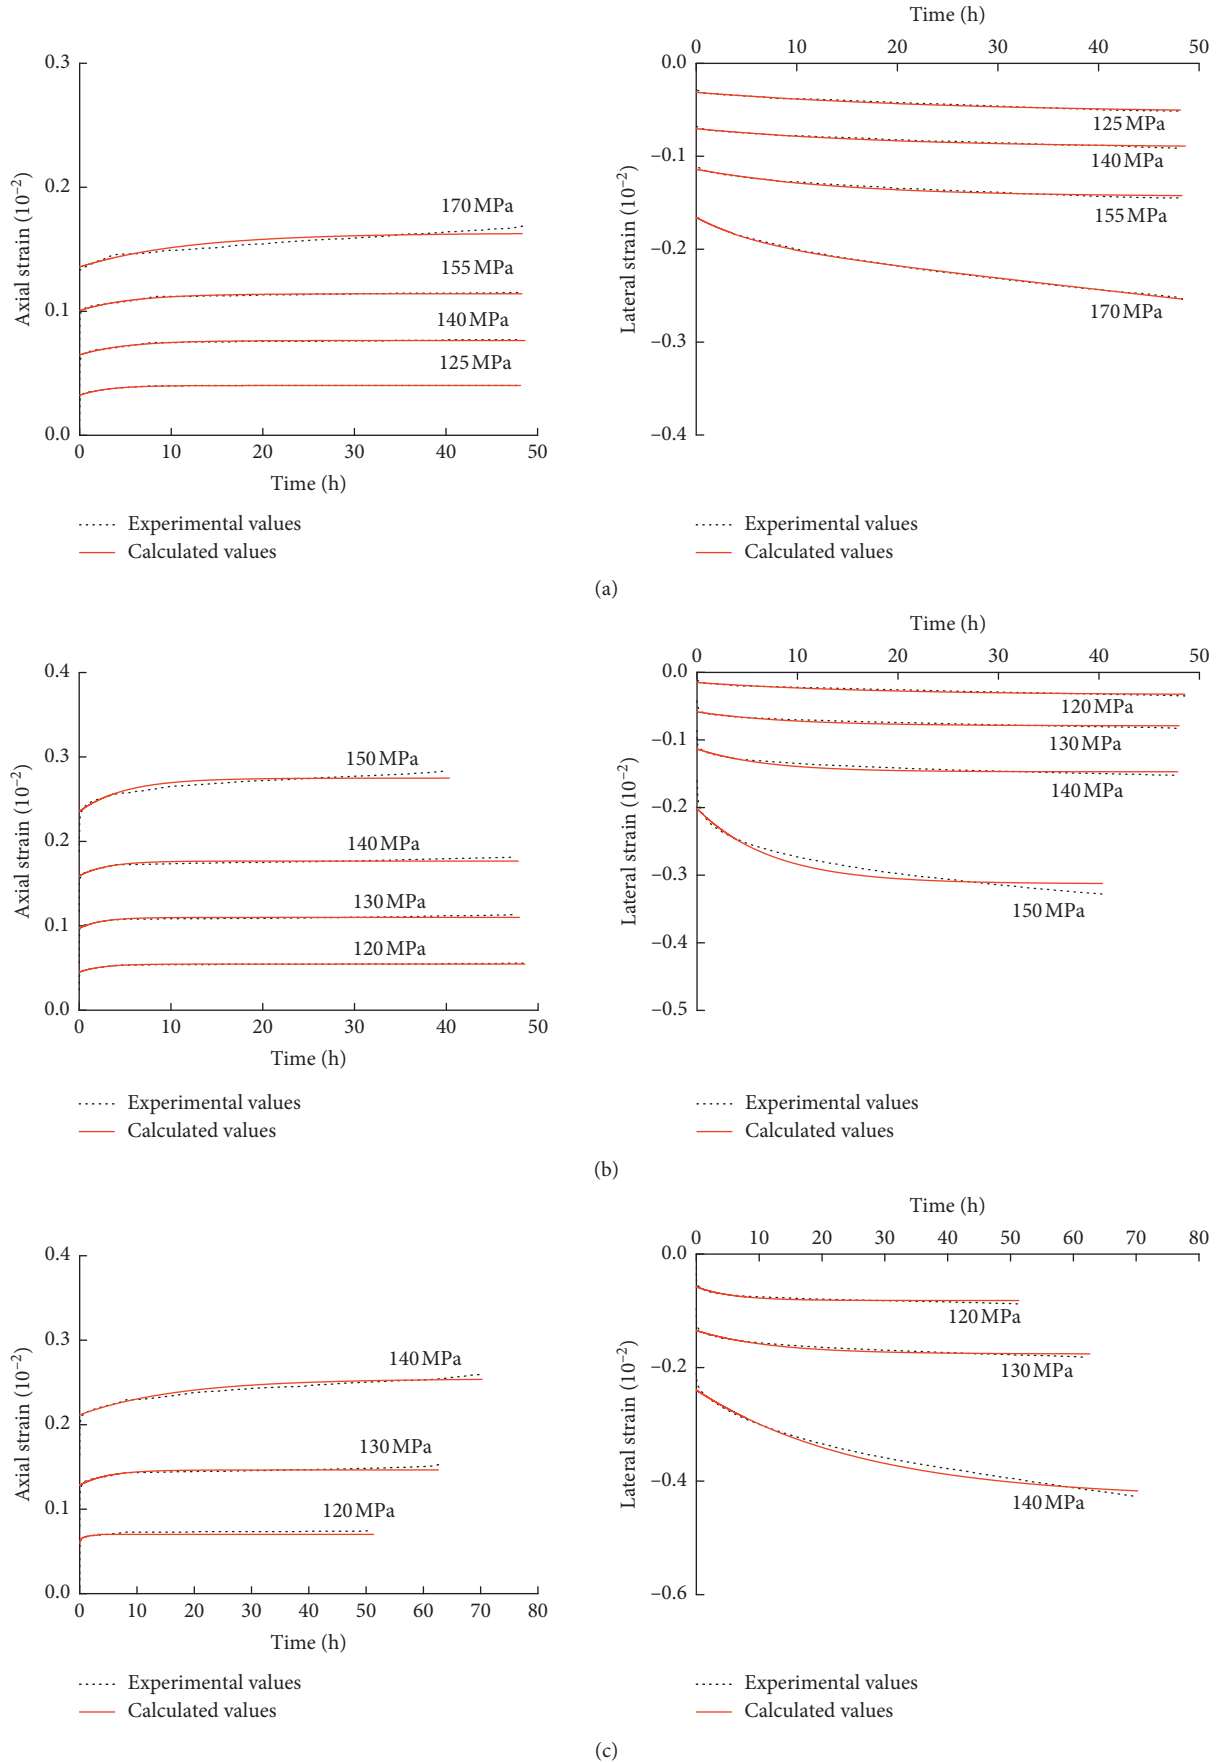 0.3
0.2
0.1
0.0
Axial strain (10⁻²)
170 MPa
155 MPa
140 MPa
125 MPa
0 10 20 30 40 50
Time (h)
Experimental values
Calculated values
Time (h)
0 10 20 30 40 50
0.0
−0.1
−0.2
−0.3
−0.4
Lateral strain (10⁻²)
125 MPa
140 MPa
155 MPa
170 MPa
Experimental values
Calculated values
(a)
0.4
0.3
0.2
0.1
0.0
Axial strain (10⁻²)
150 MPa
140 MPa
130 MPa
120 MPa
0 10 20 30 40 50
Time (h)
Experimental values
Calculated values
Time (h)
0 10 20 30 40 50
0.0
−0.1
−0.2
−0.3
−0.4
−0.5
Lateral strain (10⁻²)
120 MPa
130 MPa
140 MPa
150 MPa
Experimental values
Calculated values
(b)
0.4
0.3
0.2
0.1
0.0
Axial strain (10⁻²)
140 MPa
130 MPa
120 MPa
0 10 20 30 40 50 60 70 80
Time (h)
Experimental values
Calculated values
Time (h)
0 10 20 30 40 50 60 70 80
0.0
−0.2
−0.4
−0.6
Lateral strain (10⁻²)
120 MPa
130 MPa
140 MPa
Experimental values
Calculated values
(c)